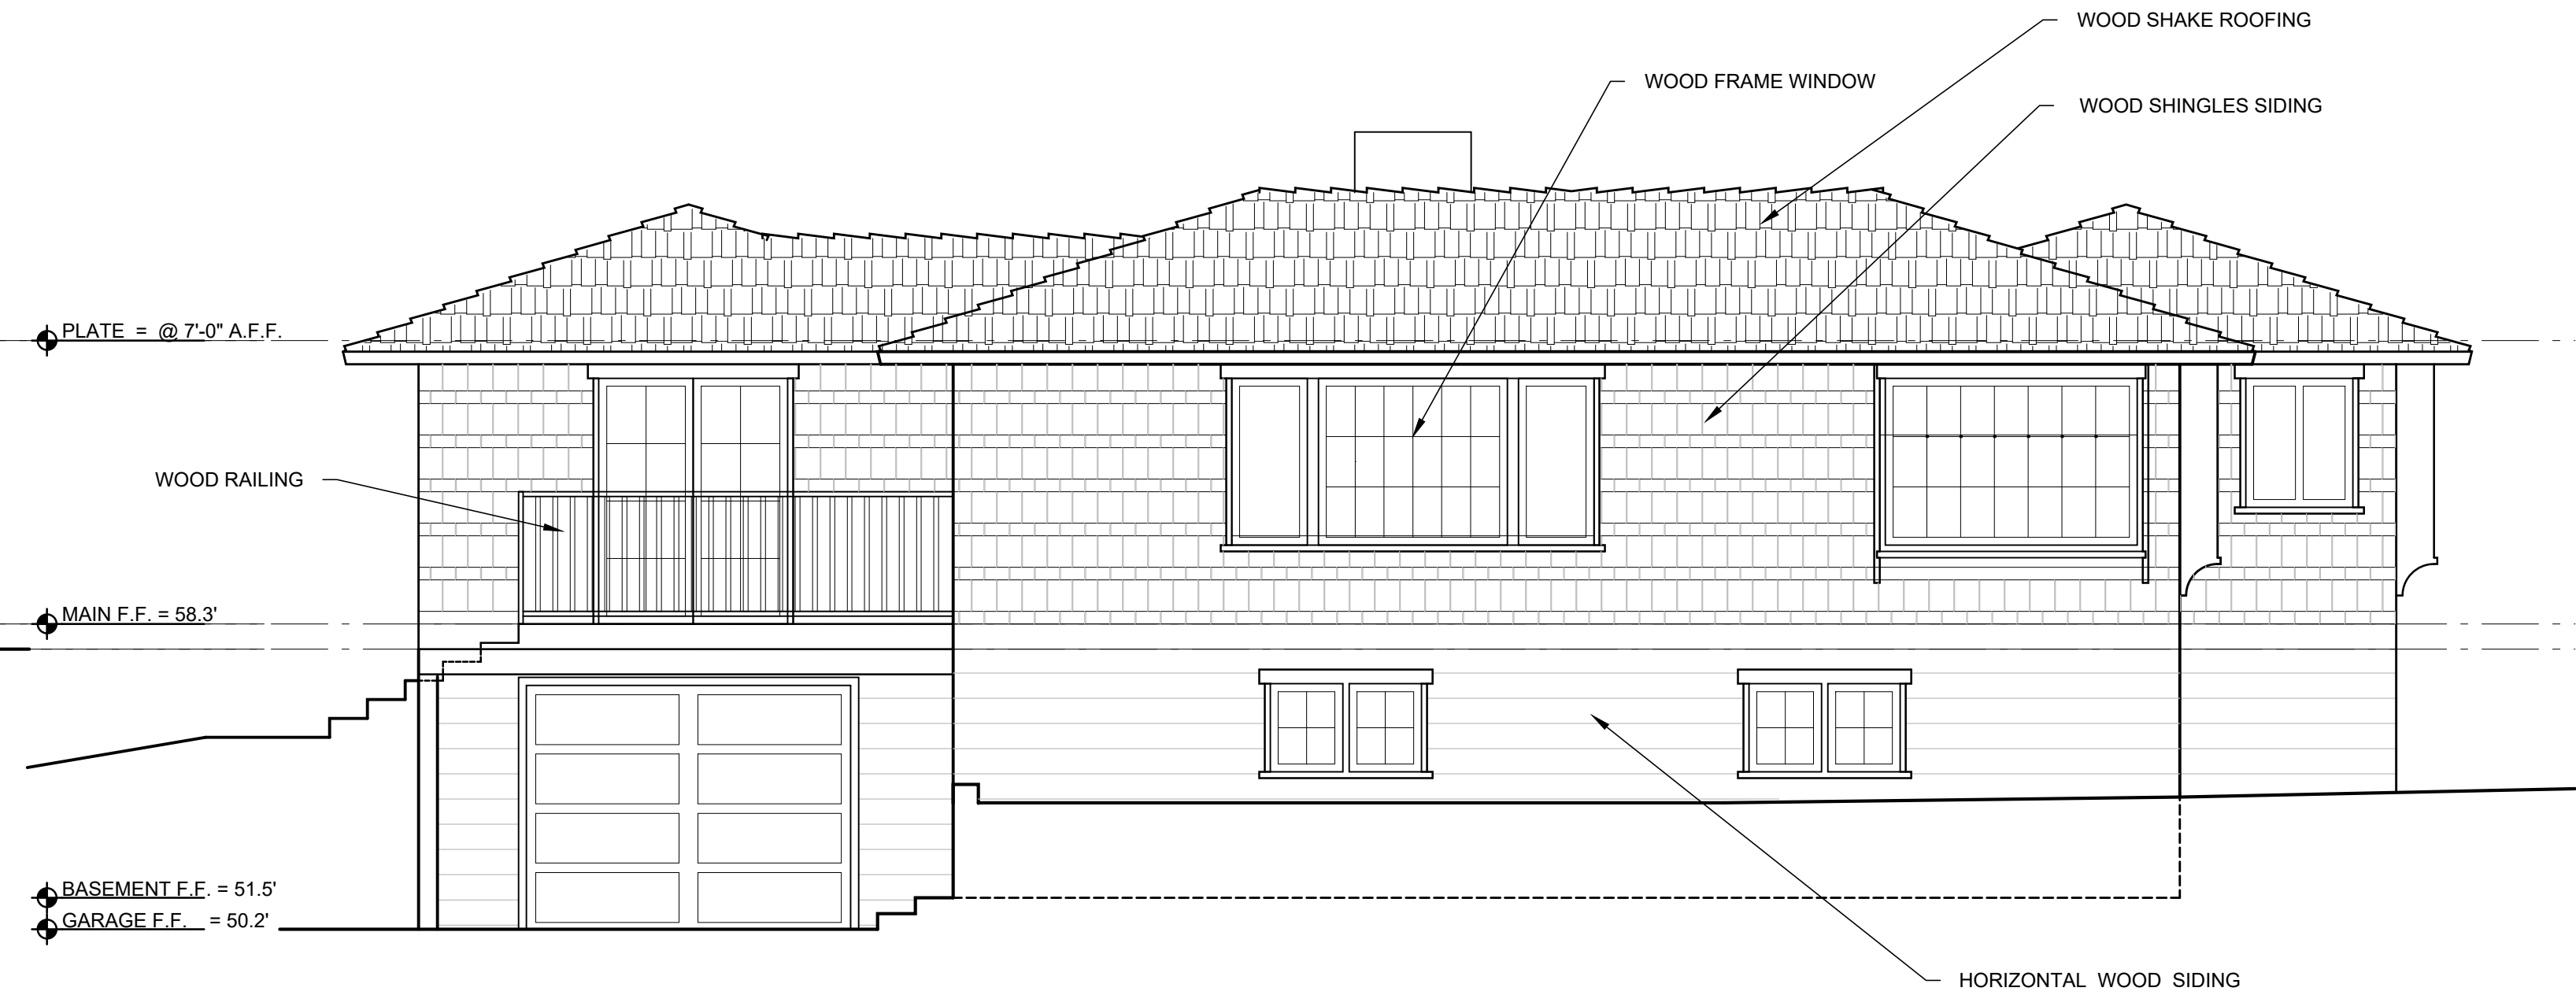 WOOD SHAKE ROOFING
WOOD FRAME WINDOW
WOOD SHINGLES SIDING
PLATE = @ 7'-0" A.F.F.
WOOD RAILING
MAIN F.F. = 58.3'
BASEMENT F.F. = 51.5'
GARAGE F.F. = 50.2'
HORIZONTAL WOOD SIDING